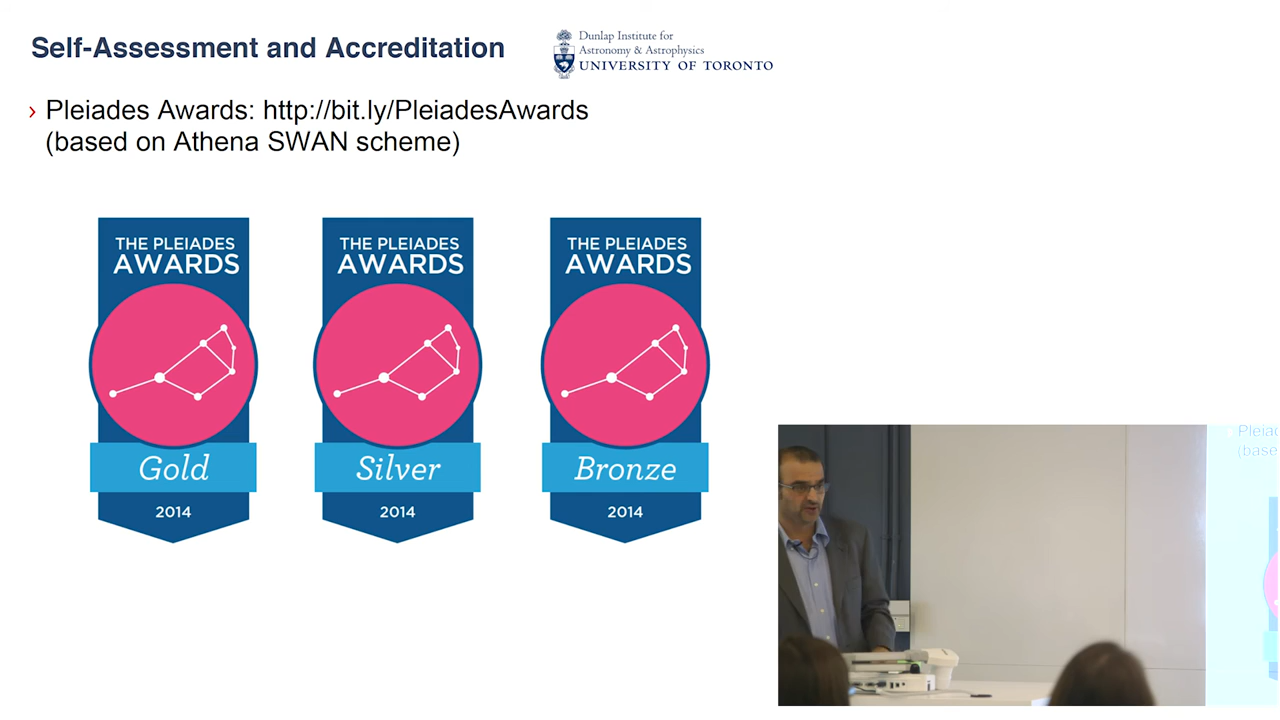 Self-Assessment and Accreditation
Dunlap Institute for
Astronomy & Astrophysics
UNIVERSITY OF TORONTO
› Pleiades Awards: http://bit.ly/PleiadesAwards
(based on Athena SWAN scheme)
THE PLEIADES
AWARDS
Gold
2014
THE PLEIADES
AWARDS
Silver
2014
THE PLEIADES
AWARDS
Bronze
2014
Pleiad
(base